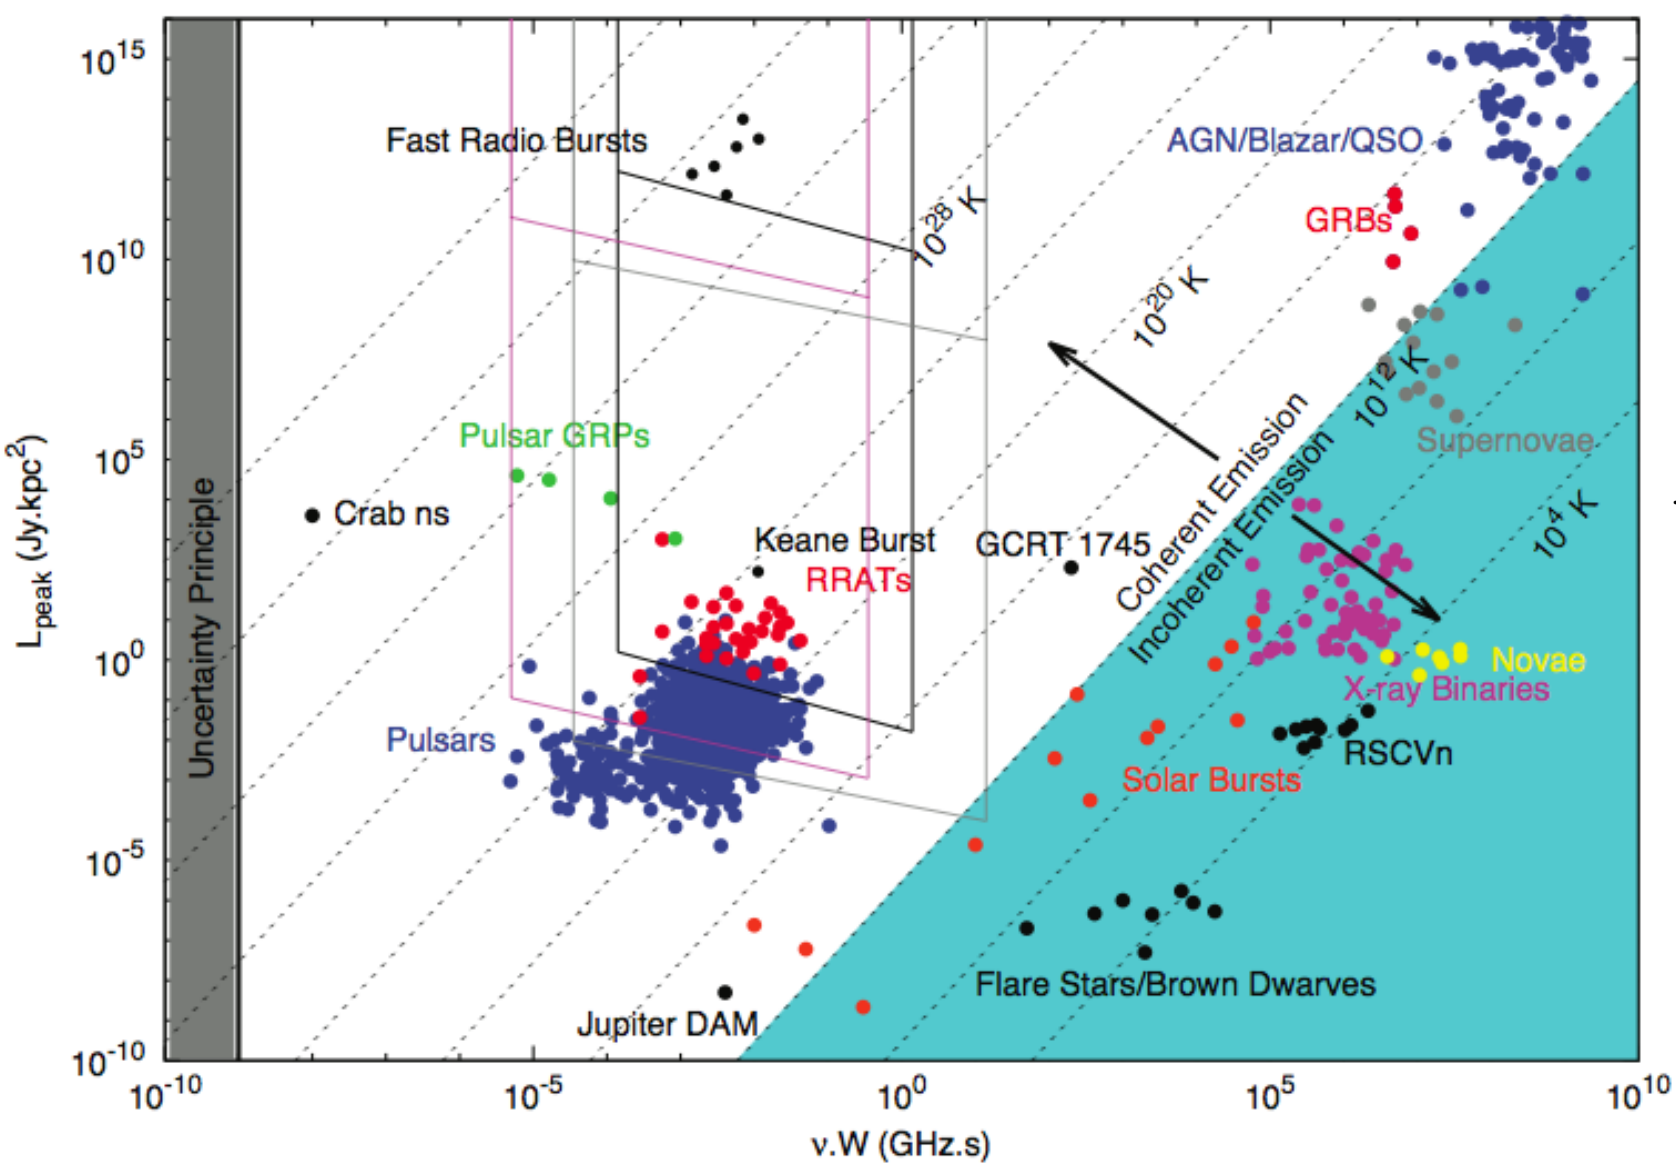 10^15
10^10
10^5
10^0
10^-5
10^-10
L_peak (Jy.kpc^2)
Uncertainty Principle
Fast Radio Bursts
AGN/Blazar/QSO
GRBs
10^28 K
10^20 K
10^12 K
10^4 K
Pulsar GRPs
Supernovae
Crab ns
Keane Burst
GCRT 1745
RRATs
Coherent Emission
Incoherent Emission
Novae
X-ray Binaries
Pulsars
RSCVn
Solar Bursts
Flare Stars/Brown Dwarves
Jupiter DAM
10^-10
10^-5
10^0
10^5
10^10
ν.W (GHz.s)